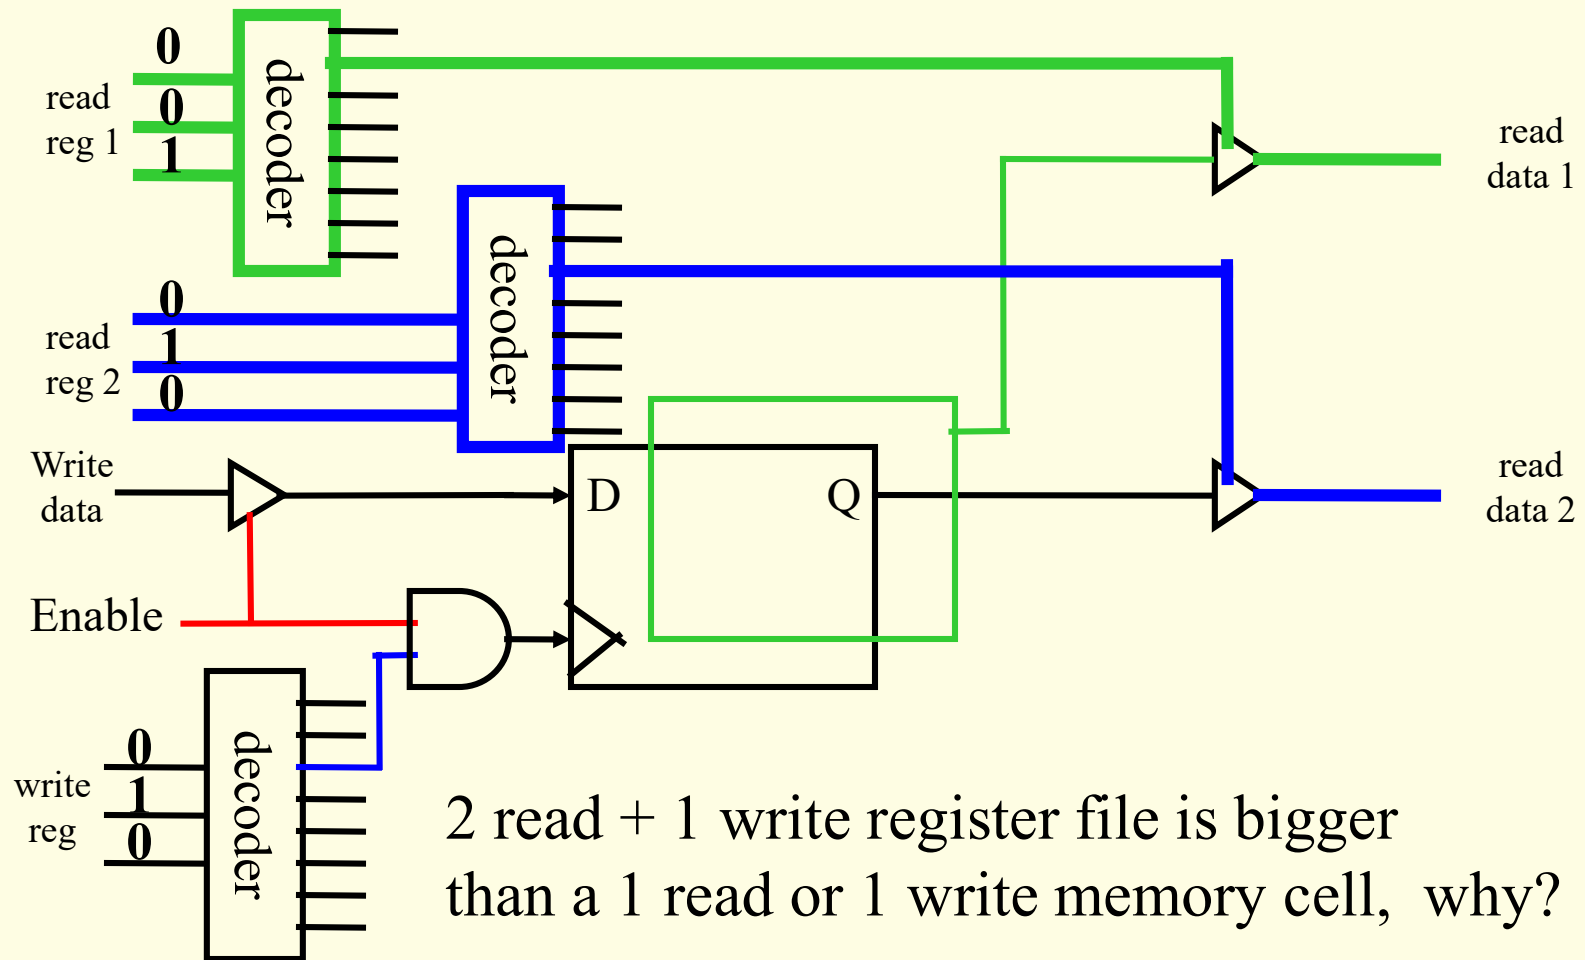 0
read
reg 1
0
1
decoder
read
data 1
0
read
reg 2
1
0
decoder
Write
data
D
Q
read
data 2
Enable
0
write
reg
1
0
decoder
2 read + 1 write register file is bigger
than a 1 read or 1 write memory cell, why?